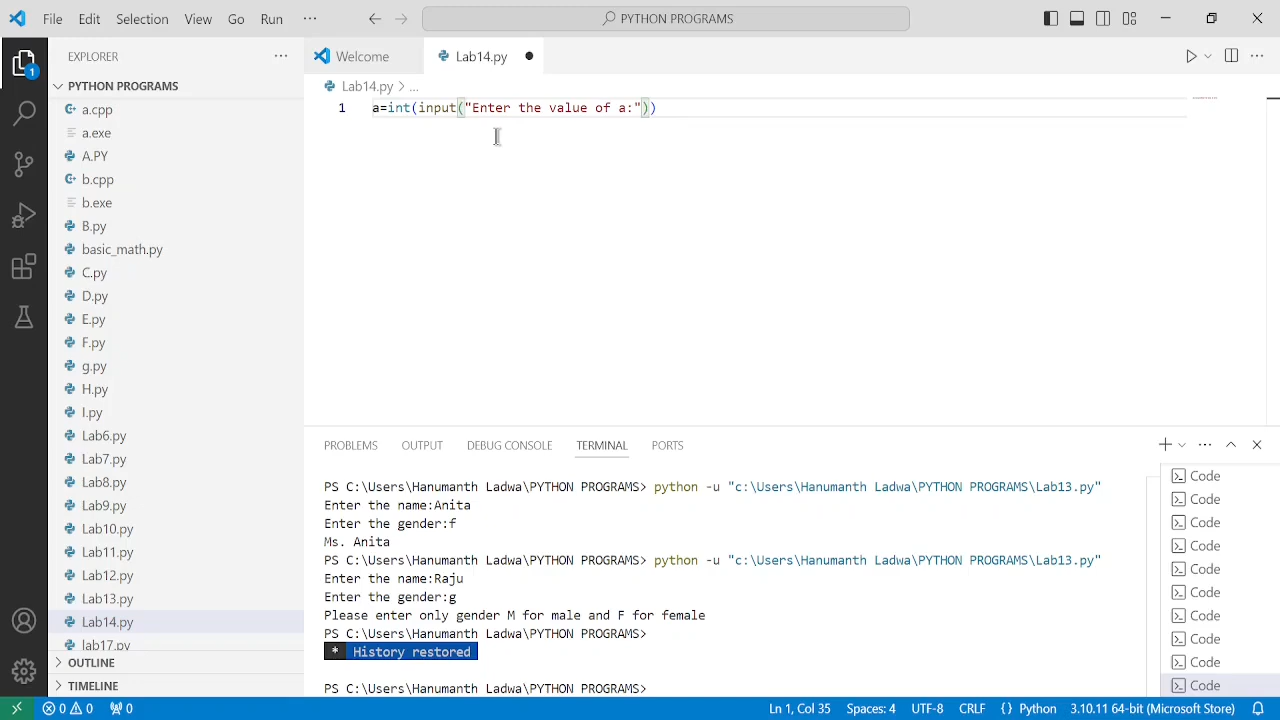 File Edit Selection View Go Run ··· PYTHON PROGRAMS
EXPLORER ···
PYTHON PROGRAMS
a.cpp
a.exe
A.PY
b.cpp
b.exe
B.py
basic_math.py
C.py
D.py
E.py
F.py
g.py
H.py
I.py
Lab6.py
Lab7.py
Lab8.py
Lab9.py
Lab10.py
Lab11.py
Lab12.py
Lab13.py
Lab14.py
lab17.py
OUTLINE
TIMELINE
1
Welcome Lab14.py
Lab14.py > ...
1 a=int(input("Enter the value of a:"))
PROBLEMS OUTPUT DEBUG CONSOLE TERMINAL PORTS
PS C:\Users\Hanumanth Ladwa\PYTHON PROGRAMS> python -u "c:\Users\Hanumanth Ladwa\PYTHON PROGRAMS\Lab13.py"
Enter the name:Anita
Enter the gender:f
Ms. Anita
PS C:\Users\Hanumanth Ladwa\PYTHON PROGRAMS> python -u "c:\Users\Hanumanth Ladwa\PYTHON PROGRAMS\Lab13.py"
Enter the name:Raju
Enter the gender:g
Please enter only gender M for male and F for female
PS C:\Users\Hanumanth Ladwa\PYTHON PROGRAMS>
* History restored
PS C:\Users\Hanumanth Ladwa\PYTHON PROGRAMS>
Code
Code
Code
Code
Code
Code
Code
Code
Code
Code
0 0 0 Ln 1, Col 35 Spaces: 4 UTF-8 CRLF {} Python 3.10.11 64-bit (Microsoft Store)